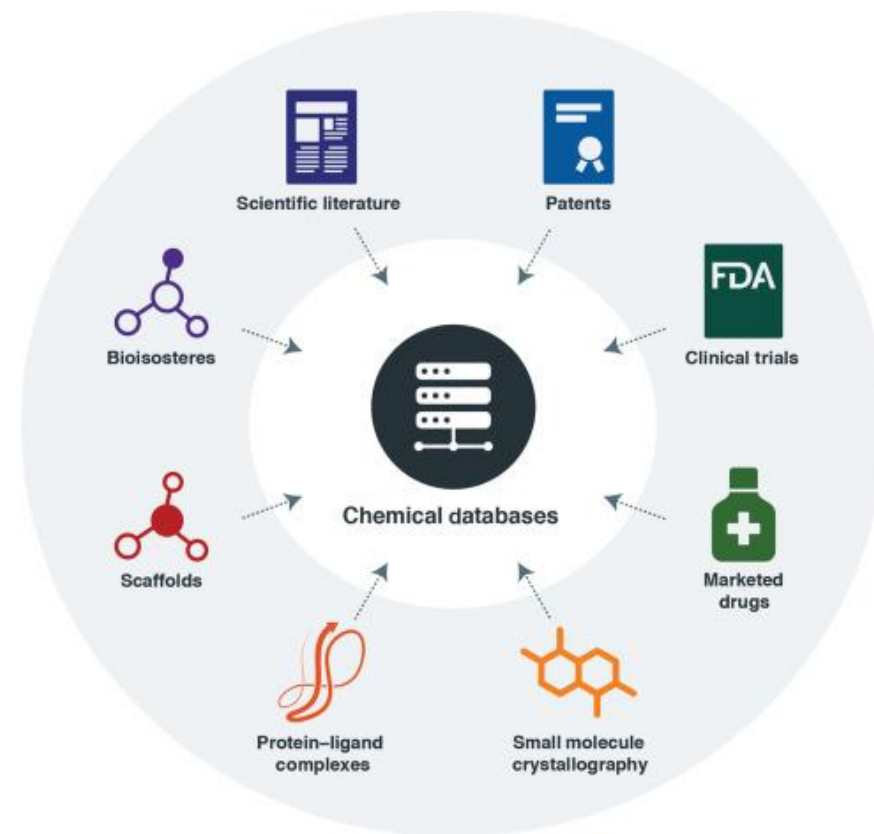 Scientific literature
Patents
FDA
Bioisosteres
Clinical trials
Chemical databases
Scaffolds
Marketed
drugs
Protein–ligand
complexes
Small molecule
crystallography